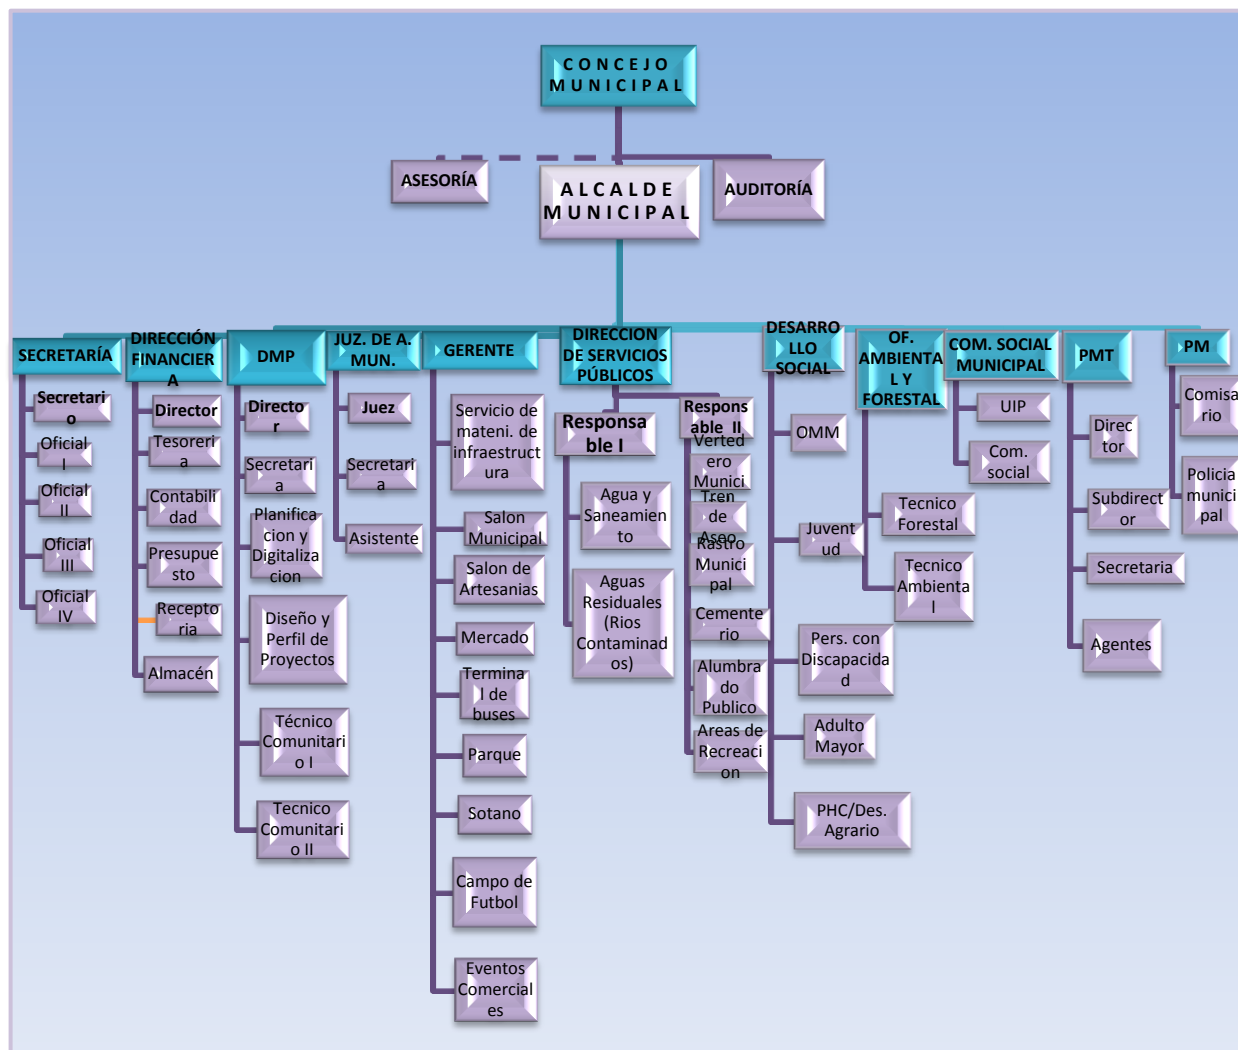 CONCEJO
MUNICIPAL
ASESORÍA
ALCALDE
MUNICIPAL
AUDITORÍA
SECRETARÍA
Secretari
o
Oficial
I
Oficial
II
Oficial
III
Oficial
IV
DIRECCIÓN
FINANCIER
A
Director
Tesoreri
a
Contabili
dad
Presupue
sto
Recepto
ria
Almacén
DMP
Directo
r
Secretari
a
Planifica
cion y
Digitaliza
cion
Diseño y
Perfil de
Proyectos
Técnico
Comunitari
o I
Tecnico
Comunitari
o II
JUZ. DE A.
MUN.
Juez
Secretari
a
Asistente
GERENTE
Servicio de
mateni. de
infraestruct
ura
Salon
Municipal
Salon de
Artesanias
Mercado
Termina
l de
buses
Parque
Sotano
Campo de
Futbol
Eventos
Comercial
es
DIRECCION
DE SERVICIOS
PÚBLICOS
Responsa
ble I
Agua y
Saneamien
to
Aguas
Residuales
(Rios
Contaminad
os)
Respons
able II
Verted
ero
Munici
Tren
de
Aseo
Rastro
Munici
pal
Cemente
rio
Alumbra
do
Publico
Areas de
Recreaci
on
DESARRO
LLO
SOCIAL
OMM
Juvent
ud
Pers. con
Discapacida
d
Adulto
Mayor
PHC/Des.
Agrario
OF.
AMBIENTA
L Y
FORESTAL
Tecnico
Forestal
Tecnico
Ambienta
l
COM. SOCIAL
MUNICIPAL
UIP
Com.
social
PMT
Direc
tor
Subdirect
or
Secretaria
Agentes
PM
Comisa
rio
Policia
munici
pal